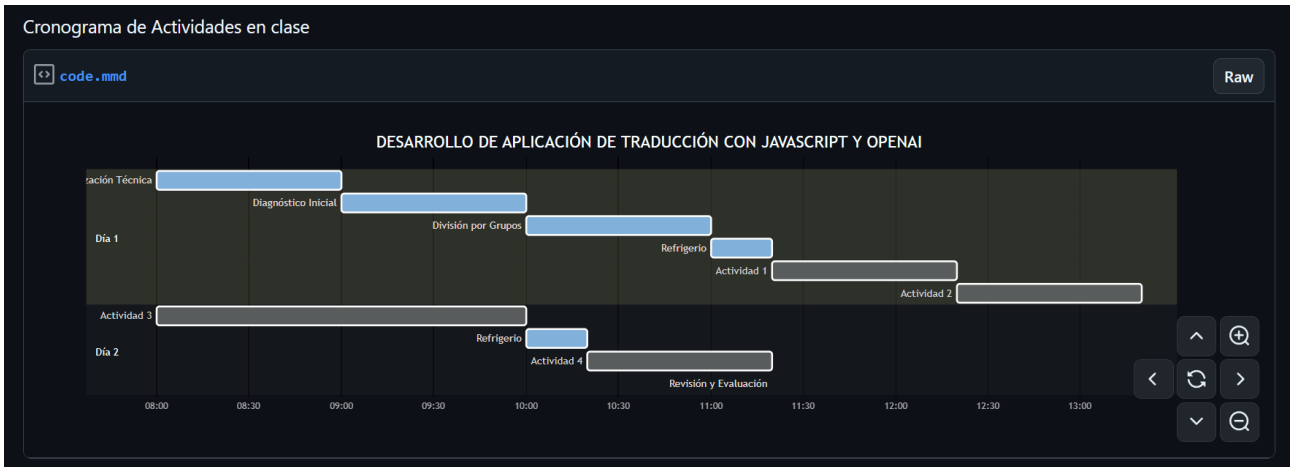 Cronograma de Actividades en clase
code.mmd
Raw
DESARROLLO DE APLICACIÓN DE TRADUCCIÓN CON JAVASCRIPT Y OPENAI
Técnica
Diagnóstico Inicial
División por Grupos
Día 1
Refrigerio
Actividad 1
Actividad 2
Actividad 3
Refrigerio
Día 2
Actividad 4
Revisión y Evaluación
08:00 08:30 09:00 09:30 10:00 10:30 11:00 11:30 12:00 12:30 13:00